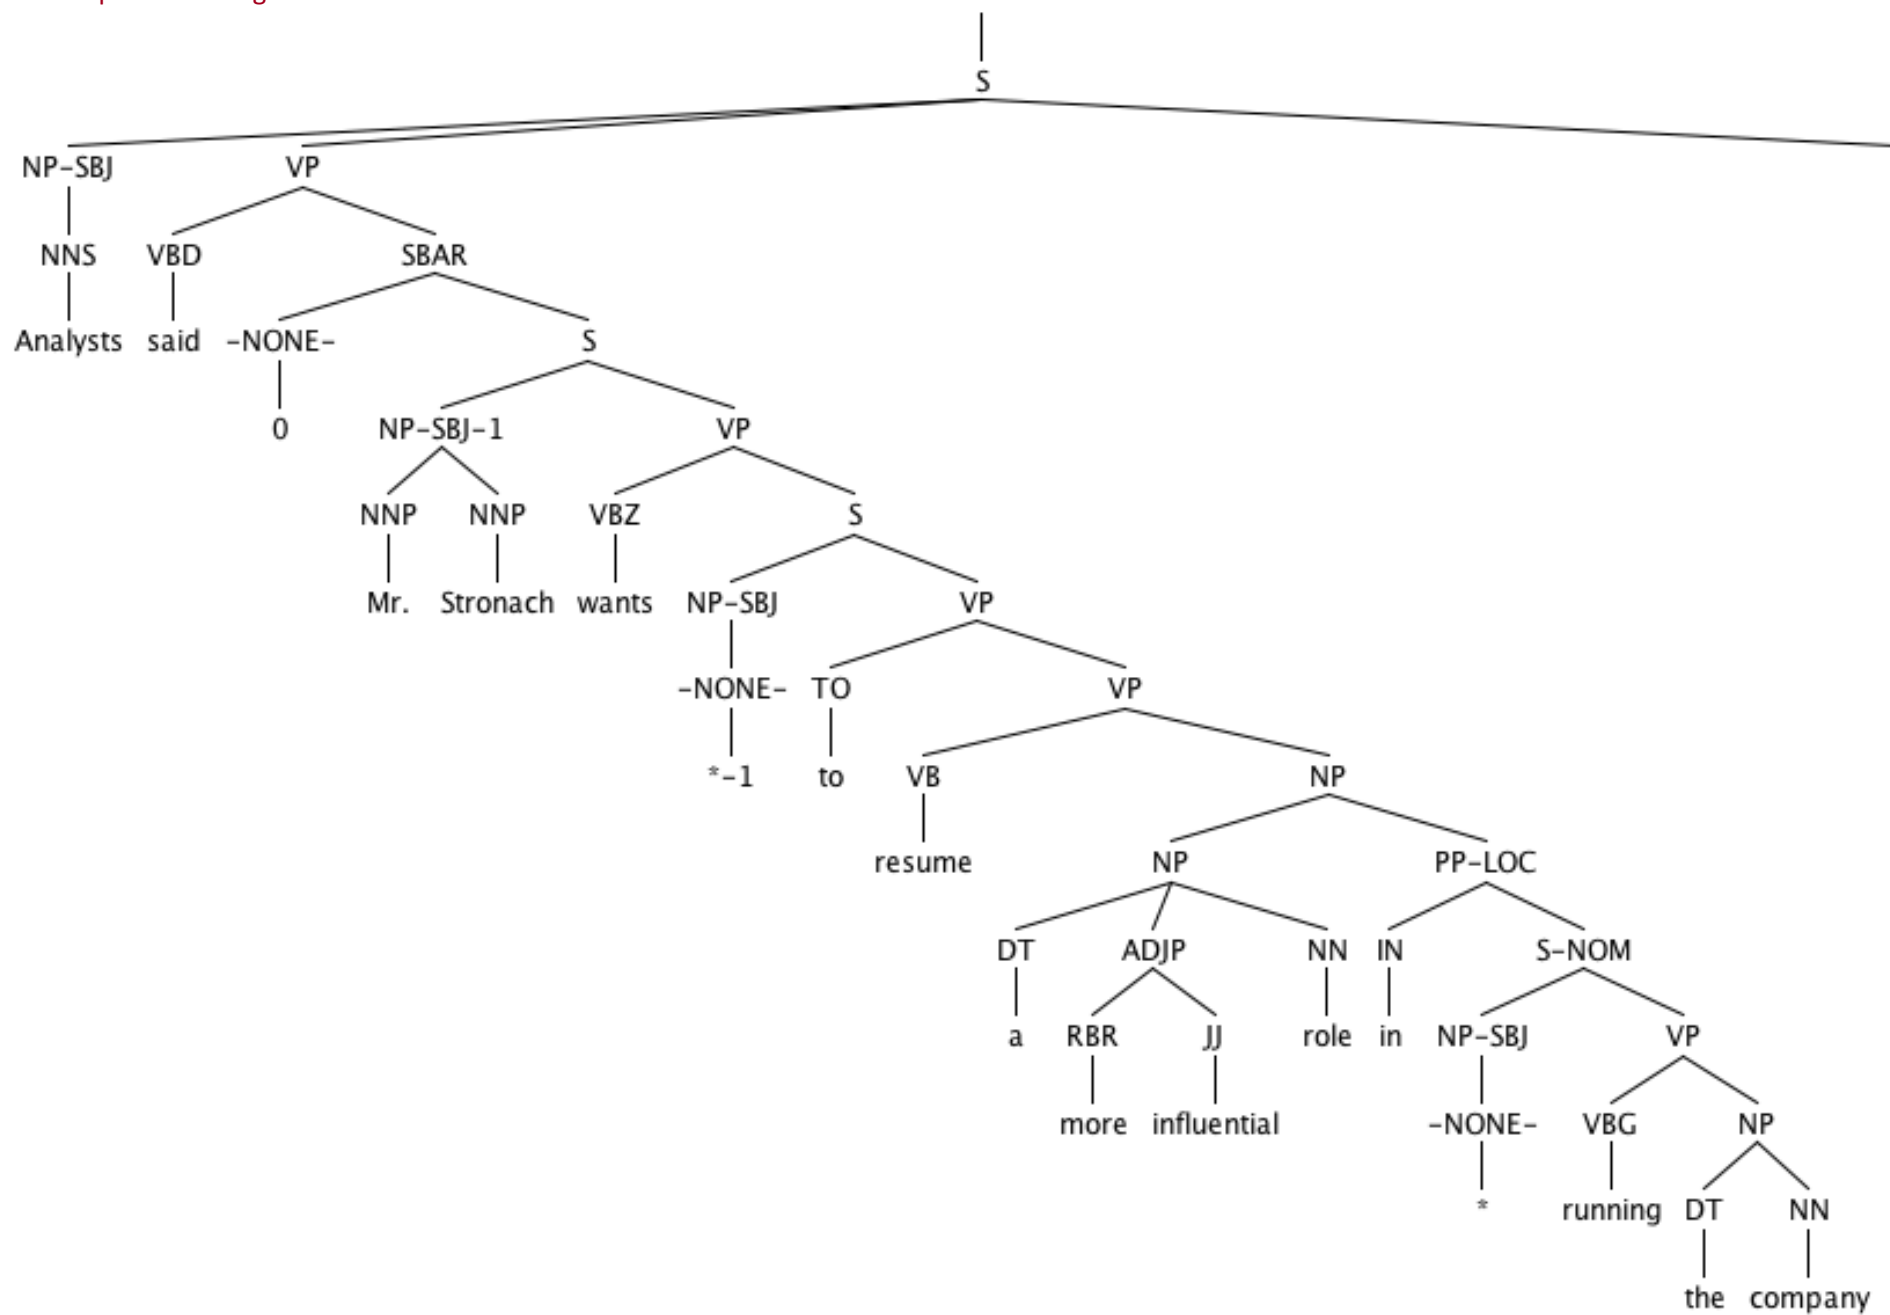 S
NP-SBJ VP
NNS VBD SBAR
Analysts said -NONE- S
0 NP-SBJ-1 VP
NNP NNP VBZ S
Mr. Stronach wants NP-SBJ VP
-NONE- TO VP
*-1 to VB NP
resume NP PP-LOC
DT ADJP NN IN S-NOM
a RBR JJ role in NP-SBJ VP
more influential -NONE- VBG NP
* running DT NN
the company